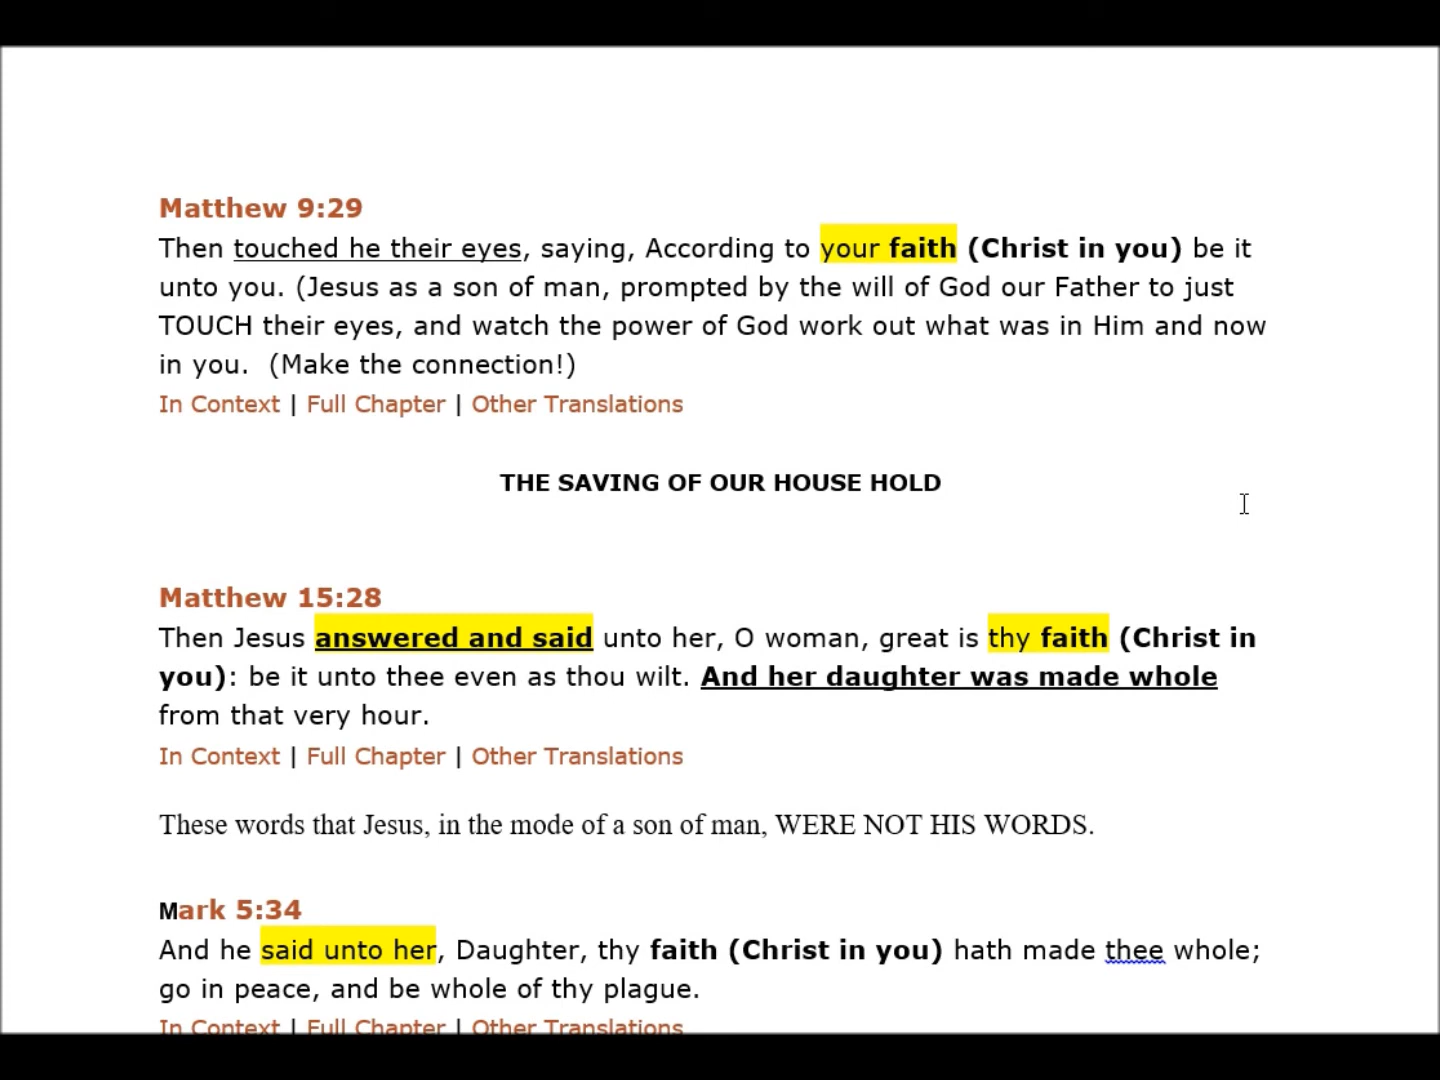 Matthew 9:29
Then touched he their eyes, saying, According to your faith (Christ in you) be it
unto you. (Jesus as a son of man, prompted by the will of God our Father to just
TOUCH their eyes, and watch the power of God work out what was in Him and now
in you.  (Make the connection!)
In Context | Full Chapter | Other Translations
THE SAVING OF OUR HOUSE HOLD
Matthew 15:28
Then Jesus answered and said unto her, O woman, great is thy faith (Christ in
you): be it unto thee even as thou wilt. And her daughter was made whole
from that very hour.
In Context | Full Chapter | Other Translations
These words that Jesus, in the mode of a son of man, WERE NOT HIS WORDS.
Mark 5:34
And he said unto her, Daughter, thy faith (Christ in you) hath made thee whole;
go in peace, and be whole of thy plague.
In Context | Full Chapter | Other Translations